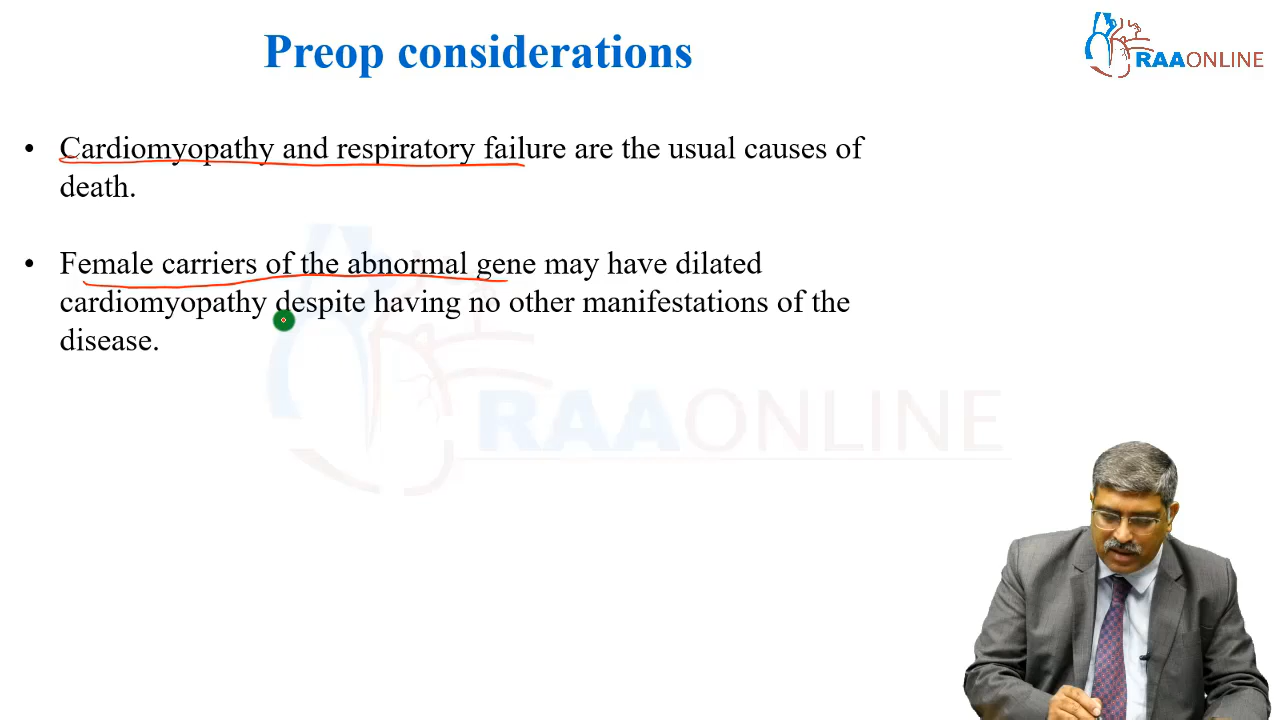 Preop considerations
RAAONLINE
• Cardiomyopathy and respiratory failure are the usual causes of
death.
• Female carriers of the abnormal gene may have dilated
cardiomyopathy despite having no other manifestations of the
disease.
RAAONLINE